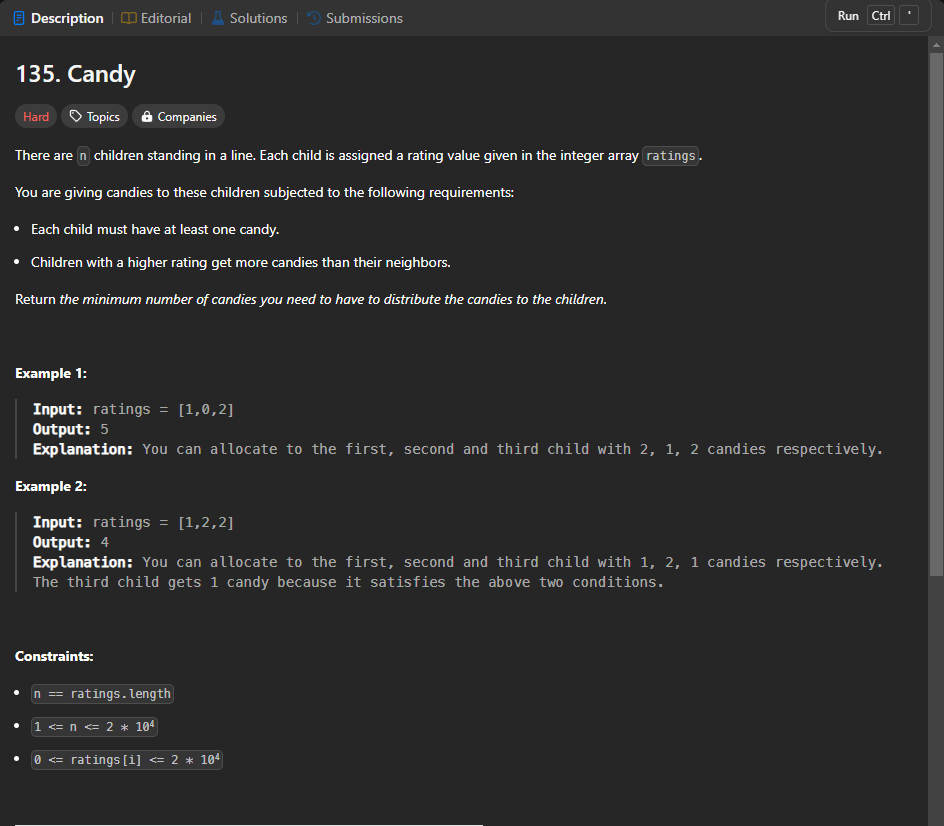 Description | Editorial | Solutions | Submissions Run Ctrl '
135. Candy
Hard Topics Companies
There are n children standing in a line. Each child is assigned a rating value given in the integer array ratings.
You are giving candies to these children subjected to the following requirements:
• Each child must have at least one candy.
• Children with a higher rating get more candies than their neighbors.
Return the minimum number of candies you need to have to distribute the candies to the children.
Example 1:
Input: ratings = [1,0,2]
Output: 5
Explanation: You can allocate to the first, second and third child with 2, 1, 2 candies respectively.
Example 2:
Input: ratings = [1,2,2]
Output: 4
Explanation: You can allocate to the first, second and third child with 1, 2, 1 candies respectively.
The third child gets 1 candy because it satisfies the above two conditions.
Constraints:
• n == ratings.length
• 1 <= n <= 2 * 10⁴
• 0 <= ratings[i] <= 2 * 10⁴